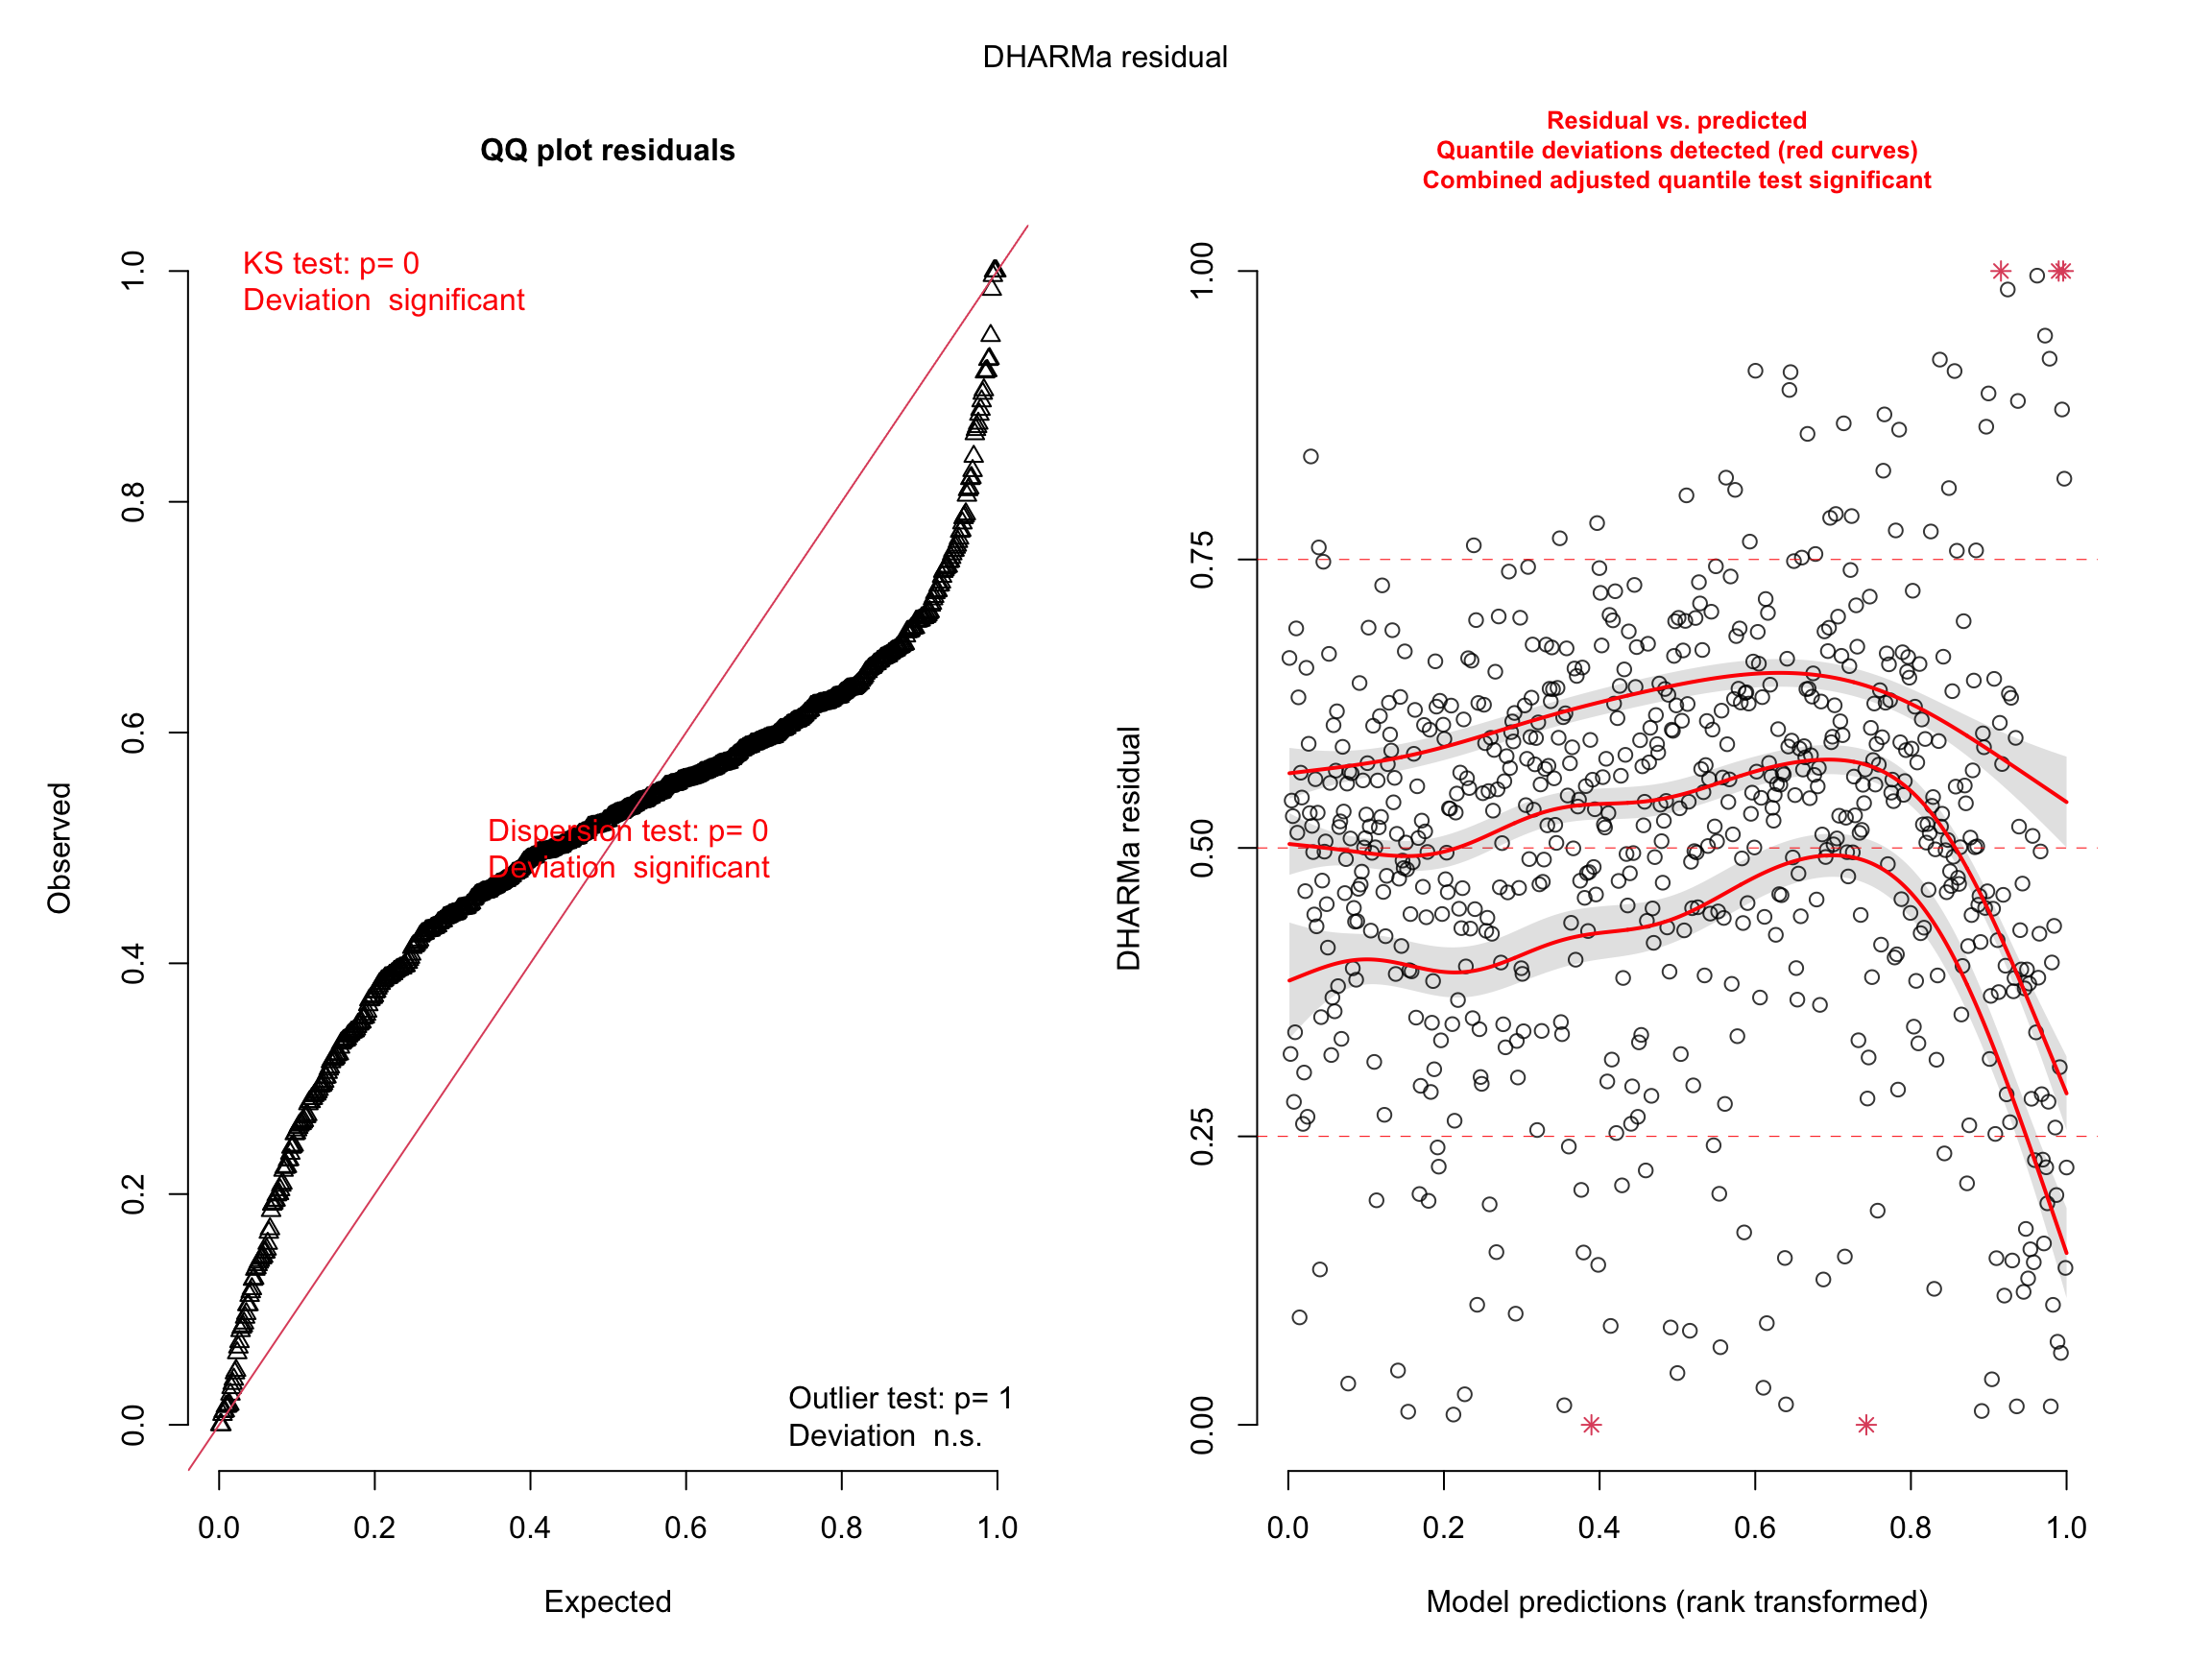 DHARMa residual
QQ plot residuals
KS test: p= 0
Deviation  significant
Dispersion test: p= 0
Deviation  significant
Outlier test: p= 1
Deviation  n.s.
Observed
0.0
0.2
0.4
0.6
0.8
1.0
0.0 0.2 0.4 0.6 0.8 1.0
Expected
Residual vs. predicted
Quantile deviations detected (red curves)
Combined adjusted quantile test significant
DHARMa residual
0.00
0.25
0.50
0.75
1.00
0.0 0.2 0.4 0.6 0.8 1.0
Model predictions (rank transformed)